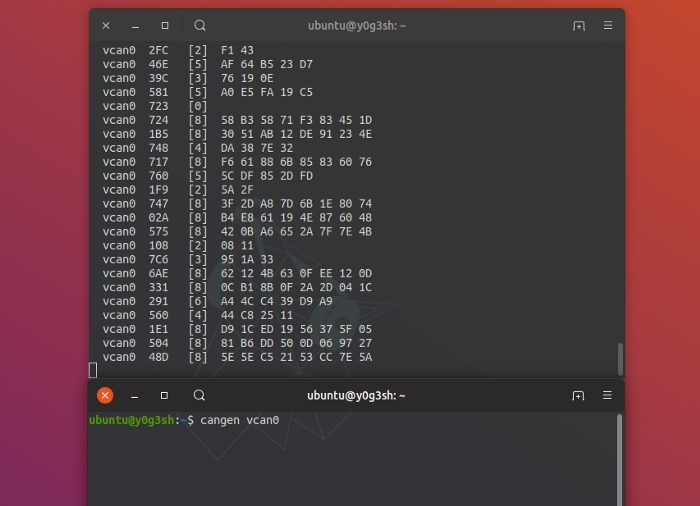 ubuntu@y0g3sh: ~
vcan0 2FC [2] F1 43
vcan0 46E [5] AF 64 B5 23 D7
vcan0 39C [3] 76 19 0E
vcan0 581 [5] A0 E5 FA 19 C5
vcan0 723 [0]
vcan0 724 [8] 58 B3 58 71 F3 83 45 1D
vcan0 1B5 [8] 30 51 AB 12 DE 91 23 4E
vcan0 748 [4] DA 38 7E 32
vcan0 717 [8] F6 61 88 6B 85 83 60 76
vcan0 760 [5] 5C DF 85 2D FD
vcan0 1F9 [2] 5A 2F
vcan0 747 [8] 3F 2D A8 7D 6B 1E 80 74
vcan0 02A [8] B4 E8 61 19 4E 87 60 48
vcan0 575 [8] 42 0B A6 65 2A 7F 7E 4B
vcan0 108 [2] 08 11
vcan0 7C6 [3] 95 1A 33
vcan0 6AE [8] 62 12 4B 63 0F EE 12 0D
vcan0 331 [8] 0C B1 8B 0F 2A 2D 04 1C
vcan0 291 [6] A4 4C C4 39 D9 A9
vcan0 560 [4] 44 C8 25 11
vcan0 1E1 [8] D9 1C ED 19 56 37 5F 05
vcan0 504 [8] 81 B6 DD 50 0D 06 97 27
vcan0 48D [8] 5E 5E C5 21 53 CC 7E 5A
ubuntu@y0g3sh: ~
ubuntu@y0g3sh:~$ cangen vcan0